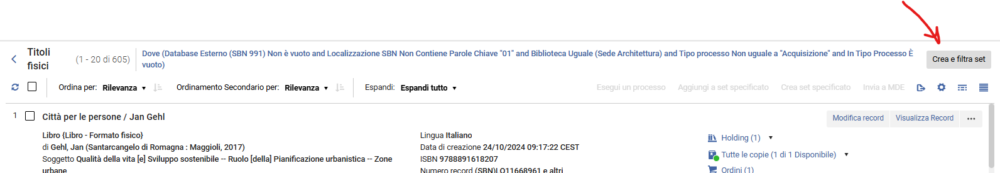 Titoli fisici
(1 - 20 di 605)
Dove (Database Esterno (SBN 991) Non è vuoto and Localizzazione SBN Non Contiene Parole Chiave "01" and Biblioteca Uguale (Sede Architettura) and Tipo processo Non uguale a "Acquisizione" and In Tipo Processo È
vuoto)
Crea e filtra set
Ordina per: Rilevanza
Ordinamento Secondario per: Rilevanza
Espandi: Espandi tutto
Esegui un processo
Aggiungi a set specificato
Crea set specificato
Invia a MDE
1
Città per le persone / Jan Gehl
Modifica record
Visualizza Record
Libro {Libro - Formato fisico}
di Gehl, Jan (Santarcangelo di Romagna : Maggioli, 2017)
Soggetto Qualità della vita [e] Sviluppo sostenibile -- Ruolo [della] Pianificazione urbanistica -- Zone
urbane
Lingua Italiano
Data di creazione 24/10/2024 09:17:22 CEST
ISBN 9788891618207
Numero record (SBN)LO11668961 e altri
Holding (1)
Tutte le copie (1 di 1 Disponibile)
Ordini (1)